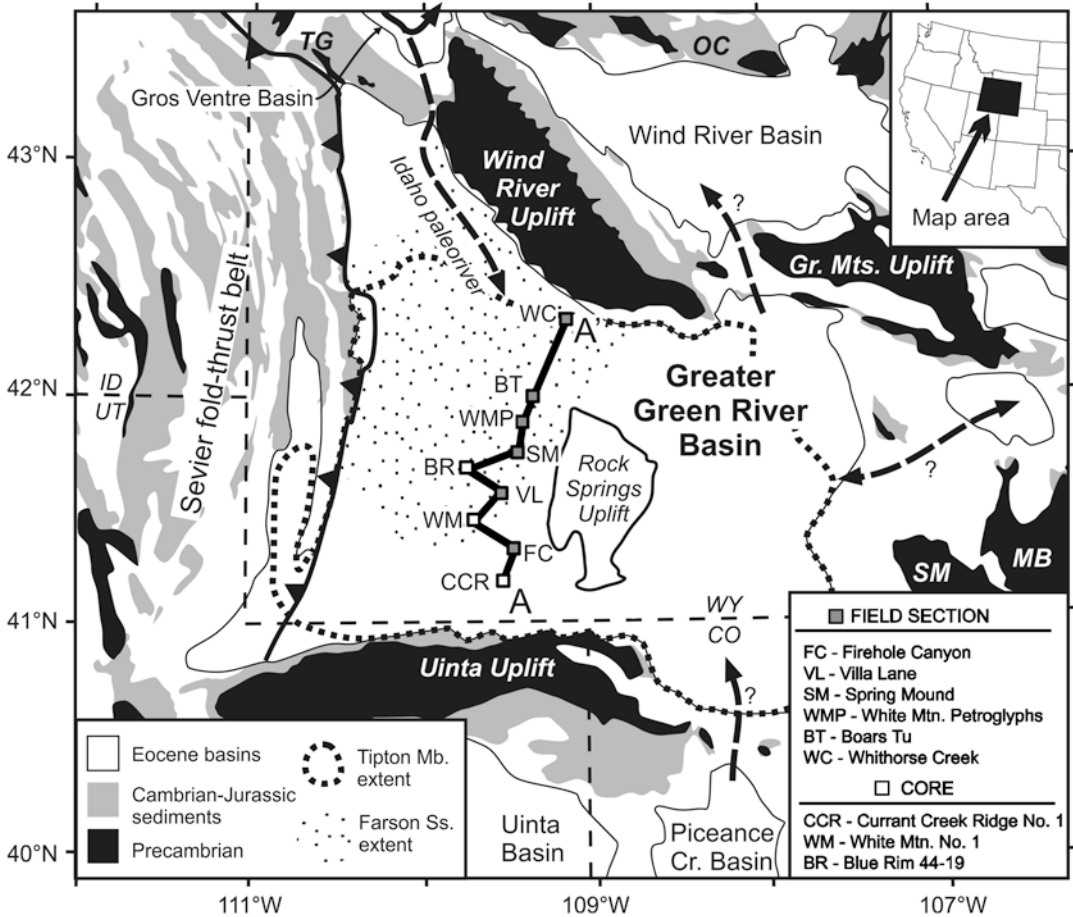 TG
OC
Gros Ventre Basin
Wind River Basin
Map area
43°N
Wind
River
Uplift
Idaho paleoriver
?
Gr. Mts. Uplift
Sevier fold-thrust belt
WC
A'
42°N
ID
UT
BT
WMP
SM
BR
VL
WM
FC
CCR
A
Greater
Green River
Basin
Rock
Springs
Uplift
?
SM
MB
41°N
WY
CO
Uinta Uplift
?
FIELD SECTION
FC - Firehole Canyon
VL - Villa Lane
SM - Spring Mound
WMP - White Mtn. Petroglyphs
BT - Boars Tu
WC - Whithorse Creek
CORE
CCR - Currant Creek Ridge No. 1
WM - White Mtn. No. 1
BR - Blue Rim 44-19
Eocene basins
Cambrian-Jurassic
sediments
Precambrian
Tipton Mb.
extent
Farson Ss.
extent
Uinta
Basin
Piceance
Cr. Basin
40°N
111°W
109°W
107°W